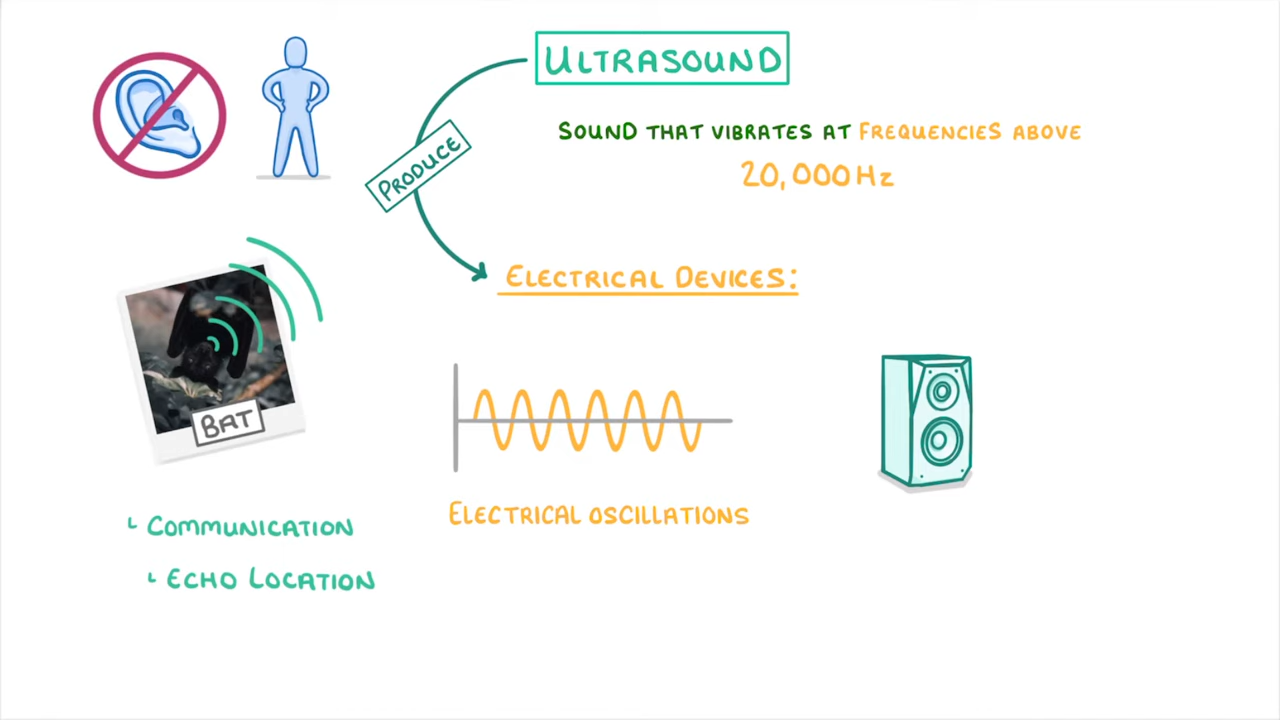 ULTRASOUND
SOUND THAT VIBRATES AT FREQUENCIES ABOVE
20,000 Hz
PRODUCE
ELECTRICAL DEVICES:
BAT
ELECTRICAL OSCILLATIONS
COMMUNICATION
ECHO LOCATION